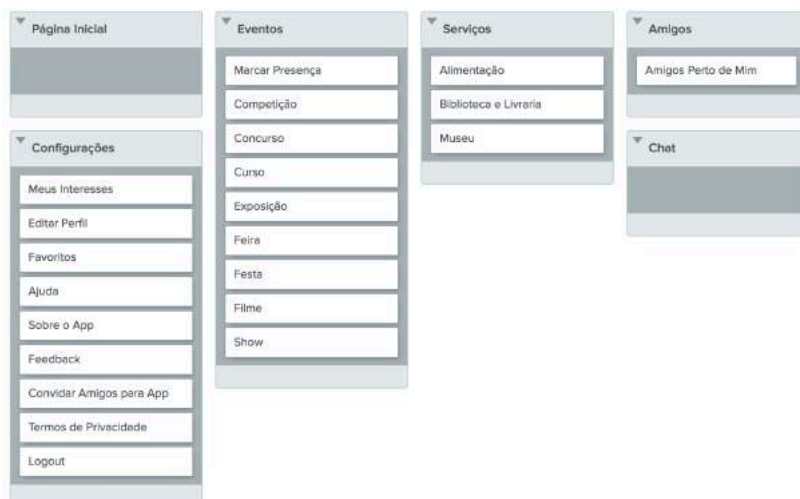 Página Inicial
Configurações
Meus Interesses
Editar Perfil
Favoritos
Ajuda
Sobre o App
Feedback
Convidar Amigos para App
Termos de Privacidade
Logout
Eventos
Marcar Presença
Competição
Concurso
Curso
Exposição
Feira
Festa
Filme
Show
Serviços
Alimentação
Biblioteca e Livraria
Museu
Amigos
Amigos Perto de Mim
Chat